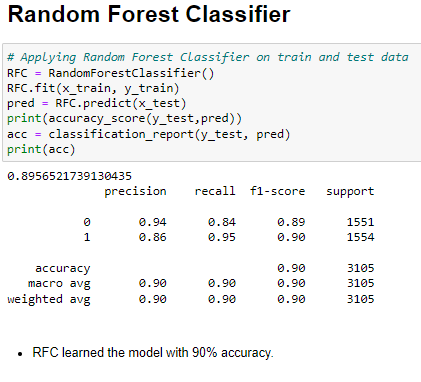 Random Forest Classifier
# Applying Random Forest Classifier on train and test data
RFC = RandomForestClassifier()
RFC.fit(x_train, y_train)
pred = RFC.predict(x_test)
print(accuracy_score(y_test,pred))
acc = classification_report(y_test, pred)
print(acc)
0.8956521739130435
precision recall f1-score support
0 0.94 0.84 0.89 1551
1 0.86 0.95 0.90 1554
accuracy 0.90 3105
macro avg 0.90 0.90 0.90 3105
weighted avg 0.90 0.90 0.90 3105
• RFC learned the model with 90% accuracy.